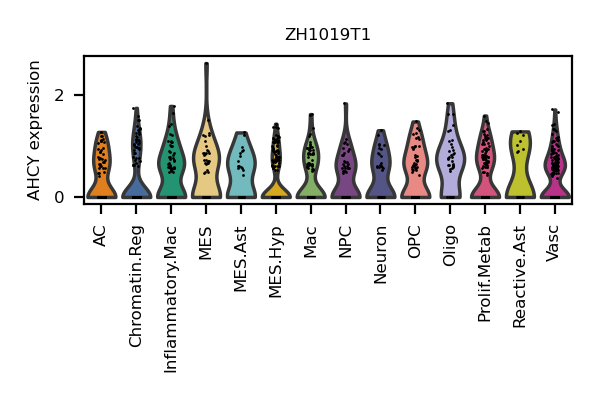 ZH1019T1
AHCY expression
2
0
AC
Chromatin.Reg
Inflammatory.Mac
MES
MES.Ast
MES.Hyp
Mac
NPC
Neuron
OPC
Oligo
Prolif.Metab
Reactive.Ast
Vasc